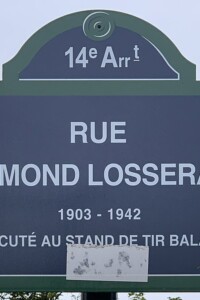 14e Arrt
RUE
MOND LOSSERA
1903 - 1942
CUTÉ AU STAND DE TIR BALA